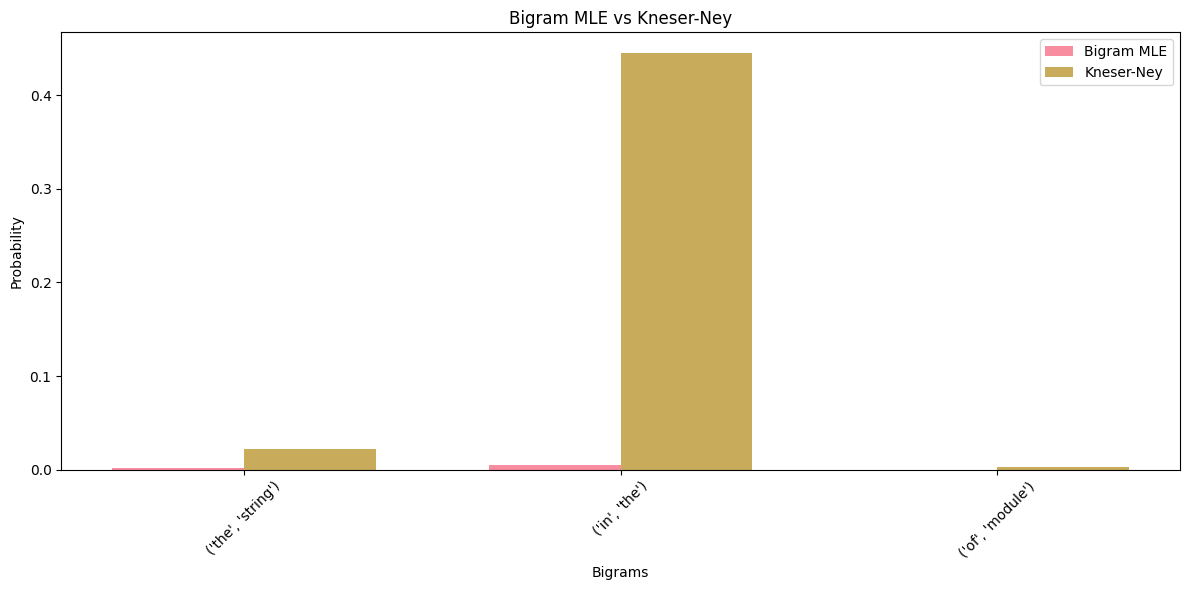 Bigram MLE vs Kneser-Ney
Bigram MLE
Kneser-Ney
Probability
0.4
0.3
0.2
0.1
0.0
('the', 'string')
('in', 'the')
('of', 'module')
Bigrams